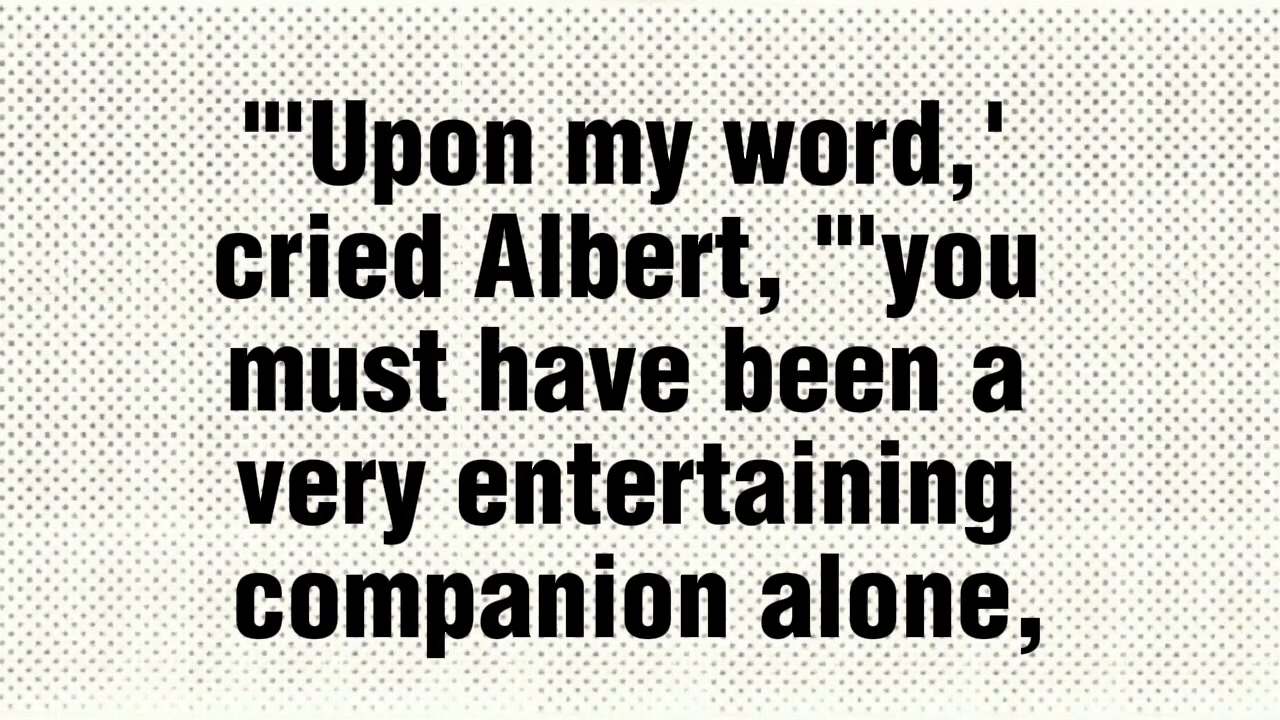 "'Upon my word,'
cried Albert, "'you
must have been a
very entertaining
companion alone,